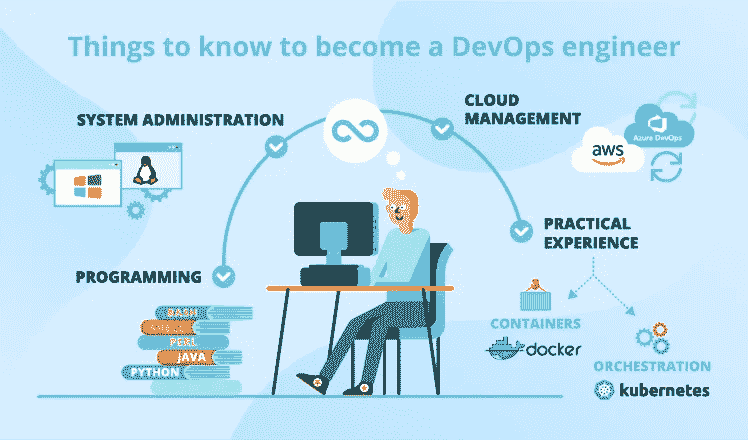 Things to know to become a DevOps engineer
SYSTEM ADMINISTRATION
CLOUD
MANAGEMENT
Azure DevOps
aws
PRACTICAL
EXPERIENCE
PROGRAMMING
BASH
PERL
JAVA
PYTHON
CONTAINERS
docker
ORCHESTRATION
kubernetes